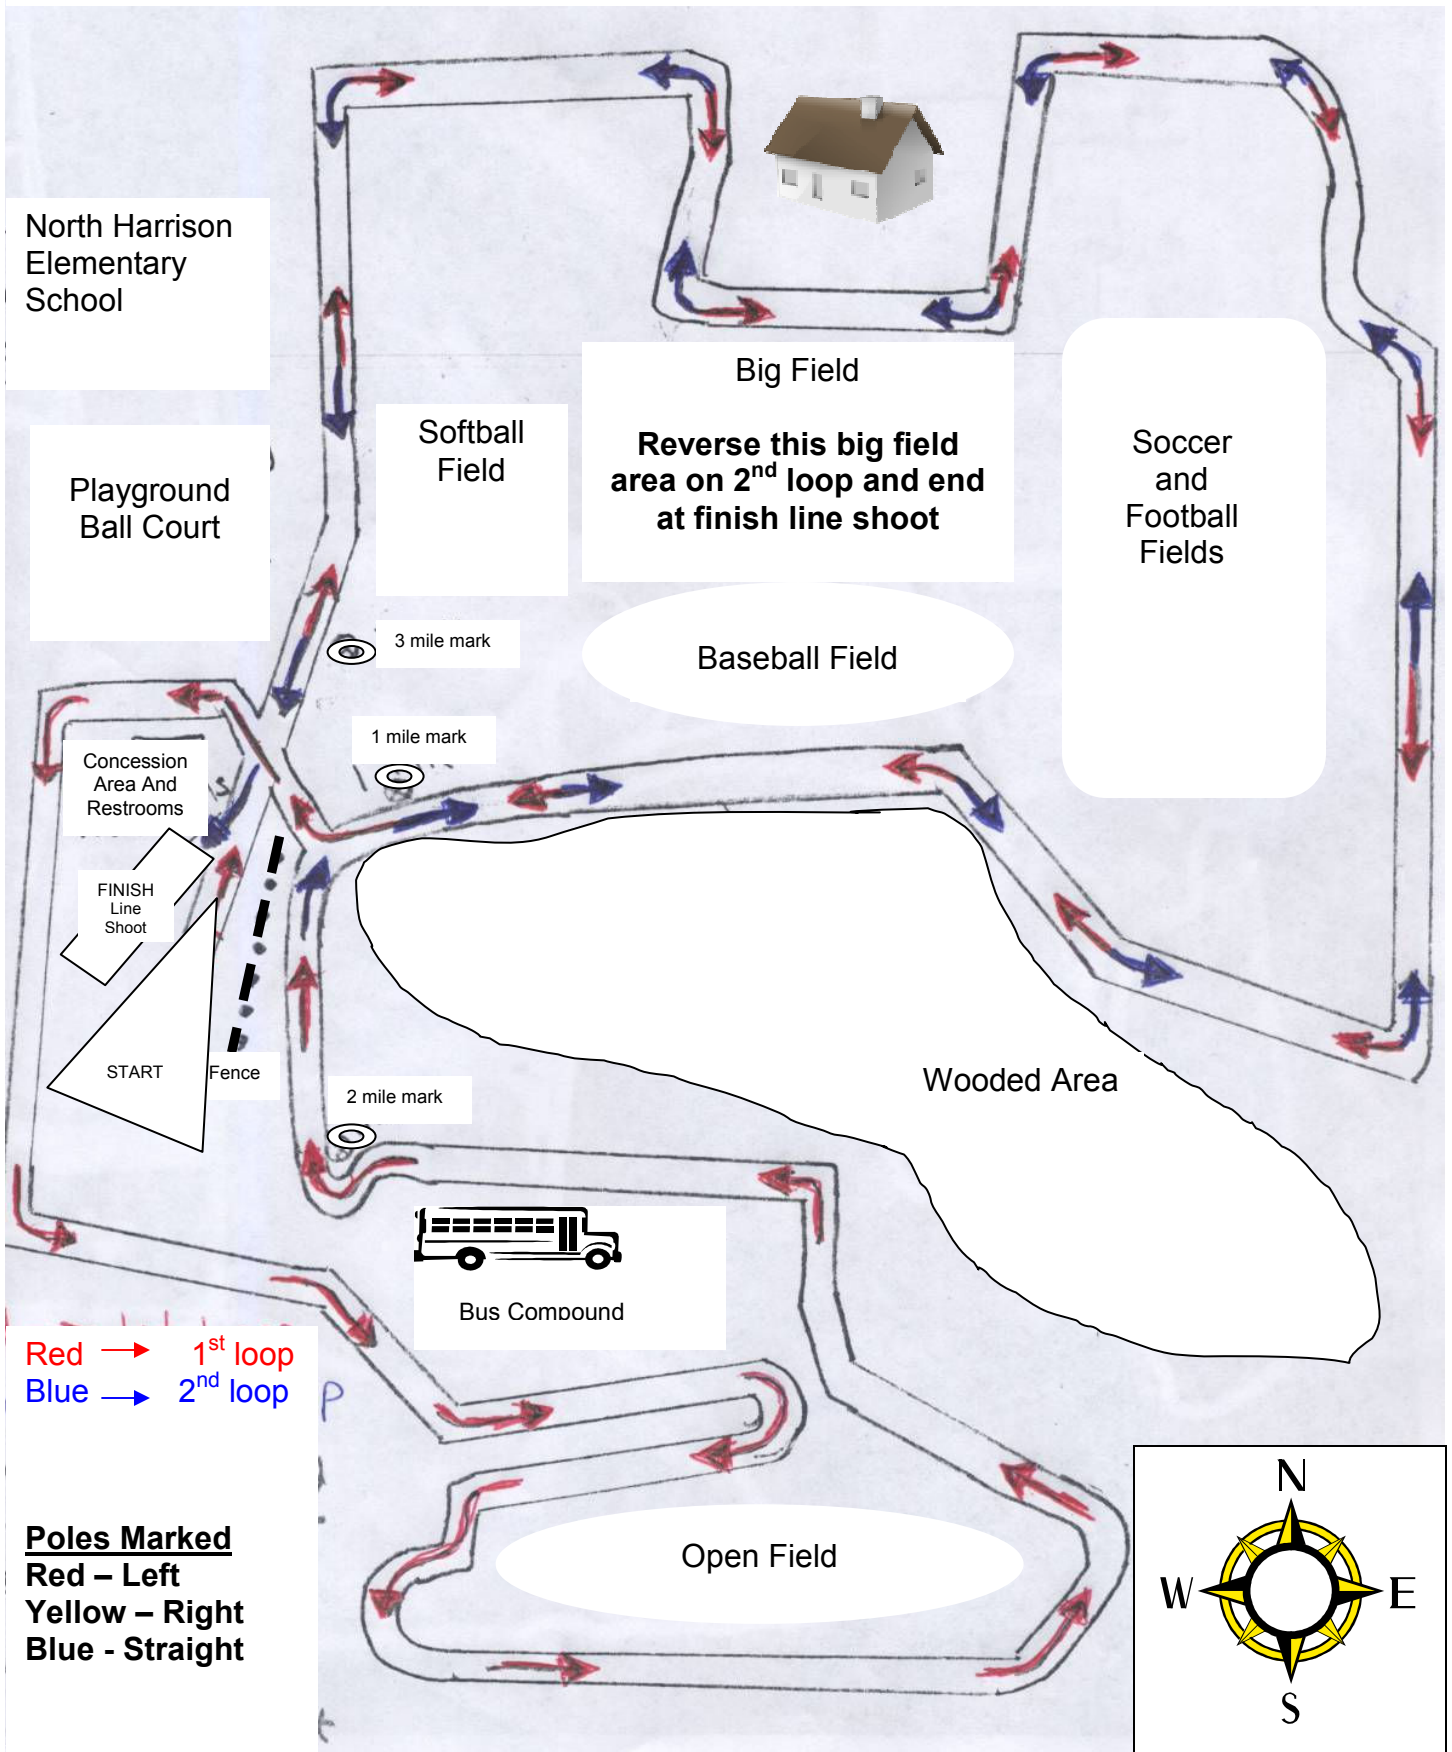 North Harrison
Elementary
School
Playground
Ball Court
Softball
Field
Big Field
Reverse this big field
area on 2nd loop and end
at finish line shoot
Soccer
and
Football
Fields
3 mile mark
Baseball Field
1 mile mark
Concession
Area And
Restrooms
FINISH
Line
Shoot
START
Fence
2 mile mark
Wooded Area
Bus Compound
Red 1st loop
Blue 2nd loop
P
Poles Marked
Red – Left
Yellow – Right
Blue - Straight
Open Field
N
W E
S